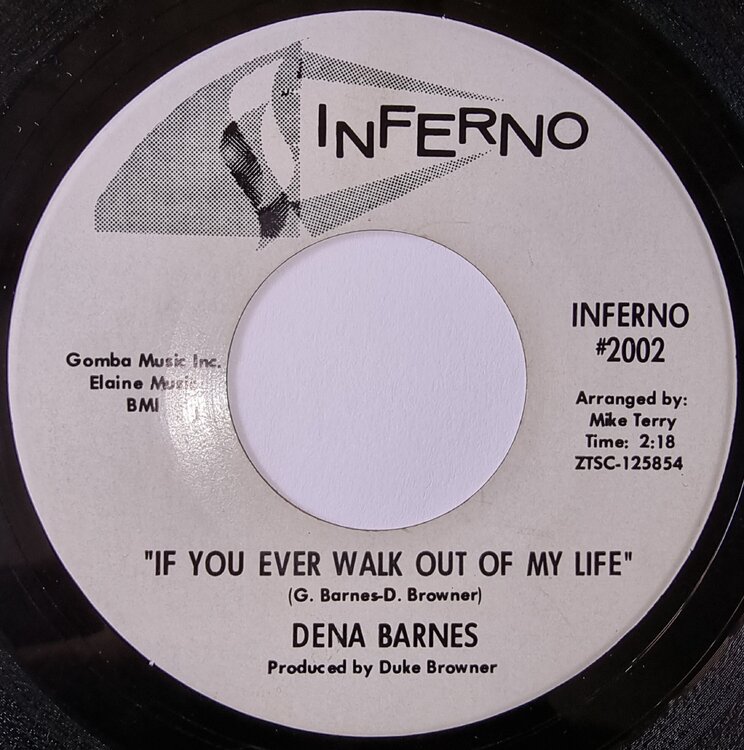 INFERNO
INFERNO
#2002
Gomba Music Inc.
Elaine Music
BMI
Arranged by:
Mike Terry
Time: 2:18
ZTSC-125854
"IF YOU EVER WALK OUT OF MY LIFE"
(G. Barnes-D. Browner)
DENA BARNES
Produced by Duke Browner